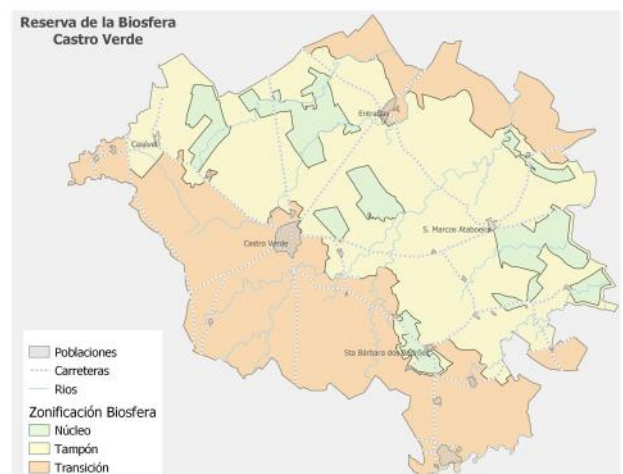 Reserva de la Biosfera
Castro Verde
Entradas
Casével
S. Marcos Ataboeira
Castro Verde
Sta Bárbara dos Padrões
Poblaciones
Carreteras
Rios
Zonificación Biosfera
Núcleo
Tampón
Transición